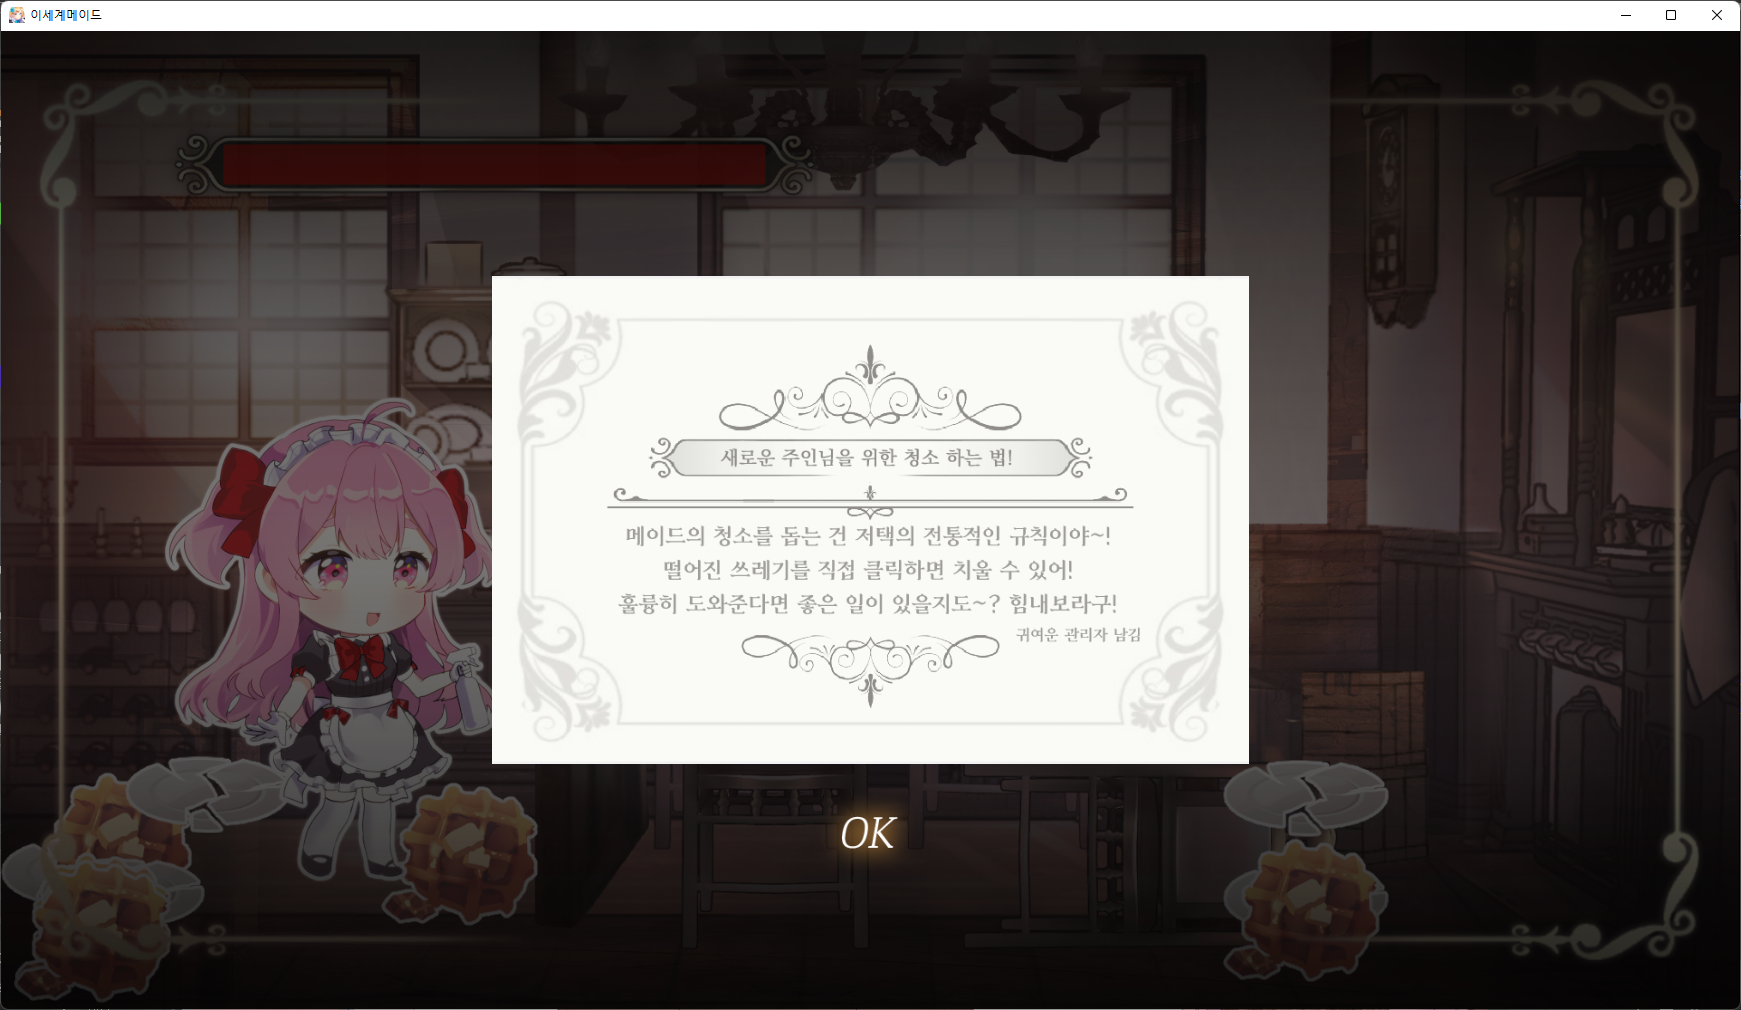 이세계메이드
새로운 주인님을 위한 청소 하는 법!
메이드의 청소를 돕는 건 저택의 전통적인 규칙이야~!
떨어진 쓰레기를 직접 클릭하면 치울 수 있어!
훌륭히 도와준다면 좋은 일이 있을지도~? 힘내보라구!
귀여운 관리자 남김
OK